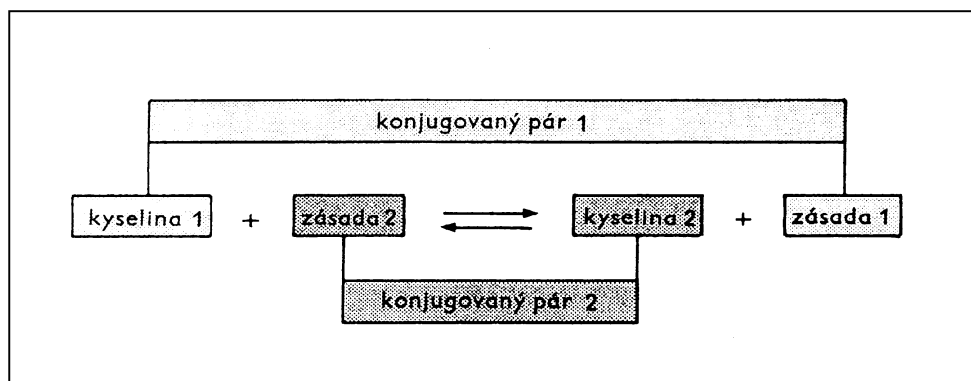 konjugovaný pár 1
kyselina 1 + zásada 2 ⇌ kyselina 2 + zásada 1
konjugovaný pár 2